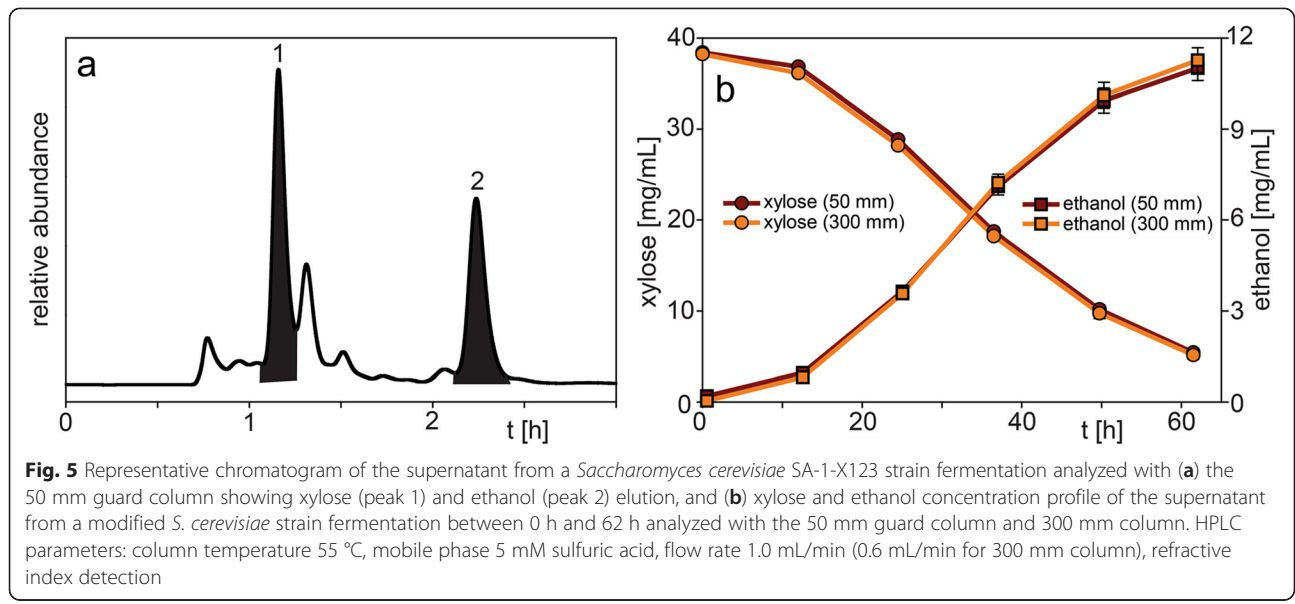 a
1
2
relative abundance
0
1
2
t [h]
b
40
30
20
10
0
xylose [mg/mL]
xylose (50 mm)
xylose (300 mm)
ethanol (50 mm)
ethanol (300 mm)
12
9
6
3
0
ethanol [mg/mL]
0
20
40
60
t [h]
Fig. 5 Representative chromatogram of the supernatant from a Saccharomyces cerevisiae SA-1-X123 strain fermentation analyzed with (a) the
50 mm guard column showing xylose (peak 1) and ethanol (peak 2) elution, and (b) xylose and ethanol concentration profile of the supernatant
from a modified S. cerevisiae strain fermentation between 0 h and 62 h analyzed with the 50 mm guard column and 300 mm column. HPLC
parameters: column temperature 55 °C, mobile phase 5 mM sulfuric acid, flow rate 1.0 mL/min (0.6 mL/min for 300 mm column), refractive
index detection